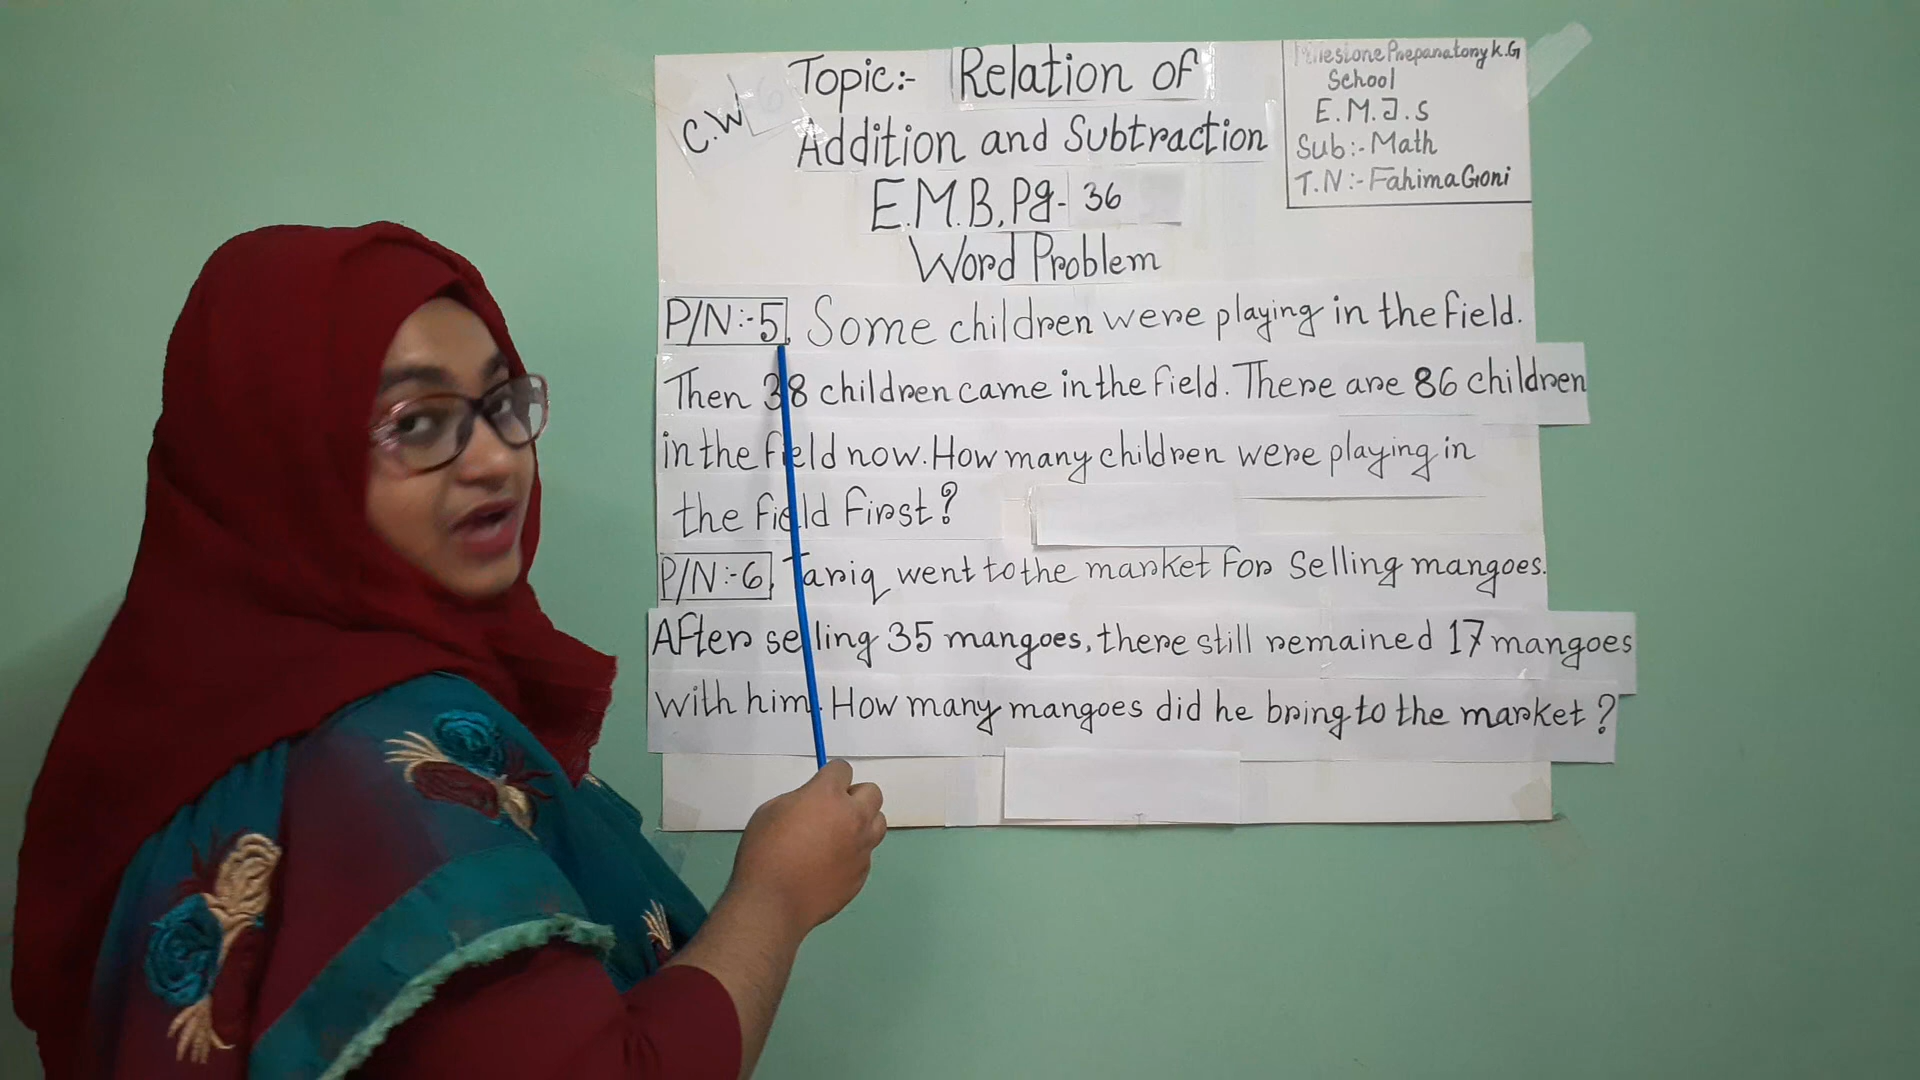 C.W
Topic:- Relation of
Addition and Subtraction
E.M.B, Pg- 36
Word Problem
Milestone Preparatory K.G
School
E.M.J.S
Sub:- Math
T.N:- Fahima Goni
P/N:-5, Some children were playing in the field.
Then 38 children came in the field. There are 86 children
in the field now. How many children were playing in
the field first?
P/N:-6, Tariq went to the market for selling mangoes.
After selling 35 mangoes, there still remained 17 mangoes
with him. How many mangoes did he bring to the market?